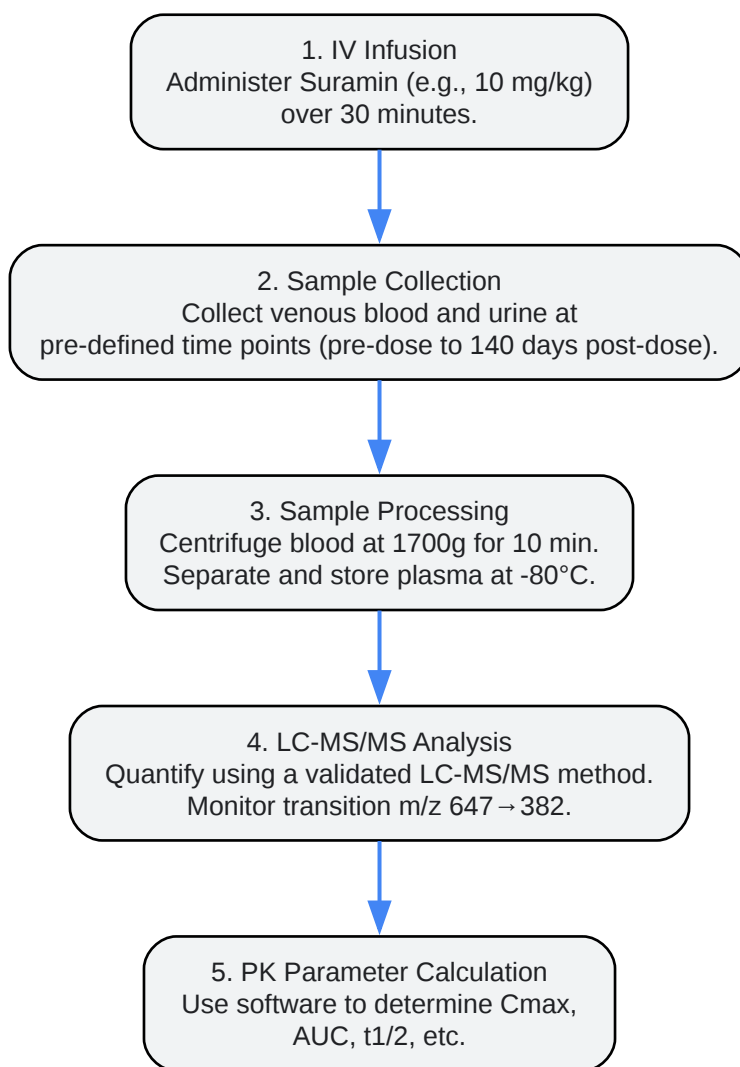 1. IV Infusion
Administer Suramin (e.g., 10 mg/kg)
over 30 minutes.
2. Sample Collection
Collect venous blood and urine at
pre-defined time points (pre-dose to 140 days post-dose).
3. Sample Processing
Centrifuge blood at 1700g for 10 min.
Separate and store plasma at -80°C.
4. LC-MS/MS Analysis
Quantify using a validated LC-MS/MS method.
Monitor transition m/z 647→382.
5. PK Parameter Calculation
Use software to determine Cmax,
AUC, t1/2, etc.